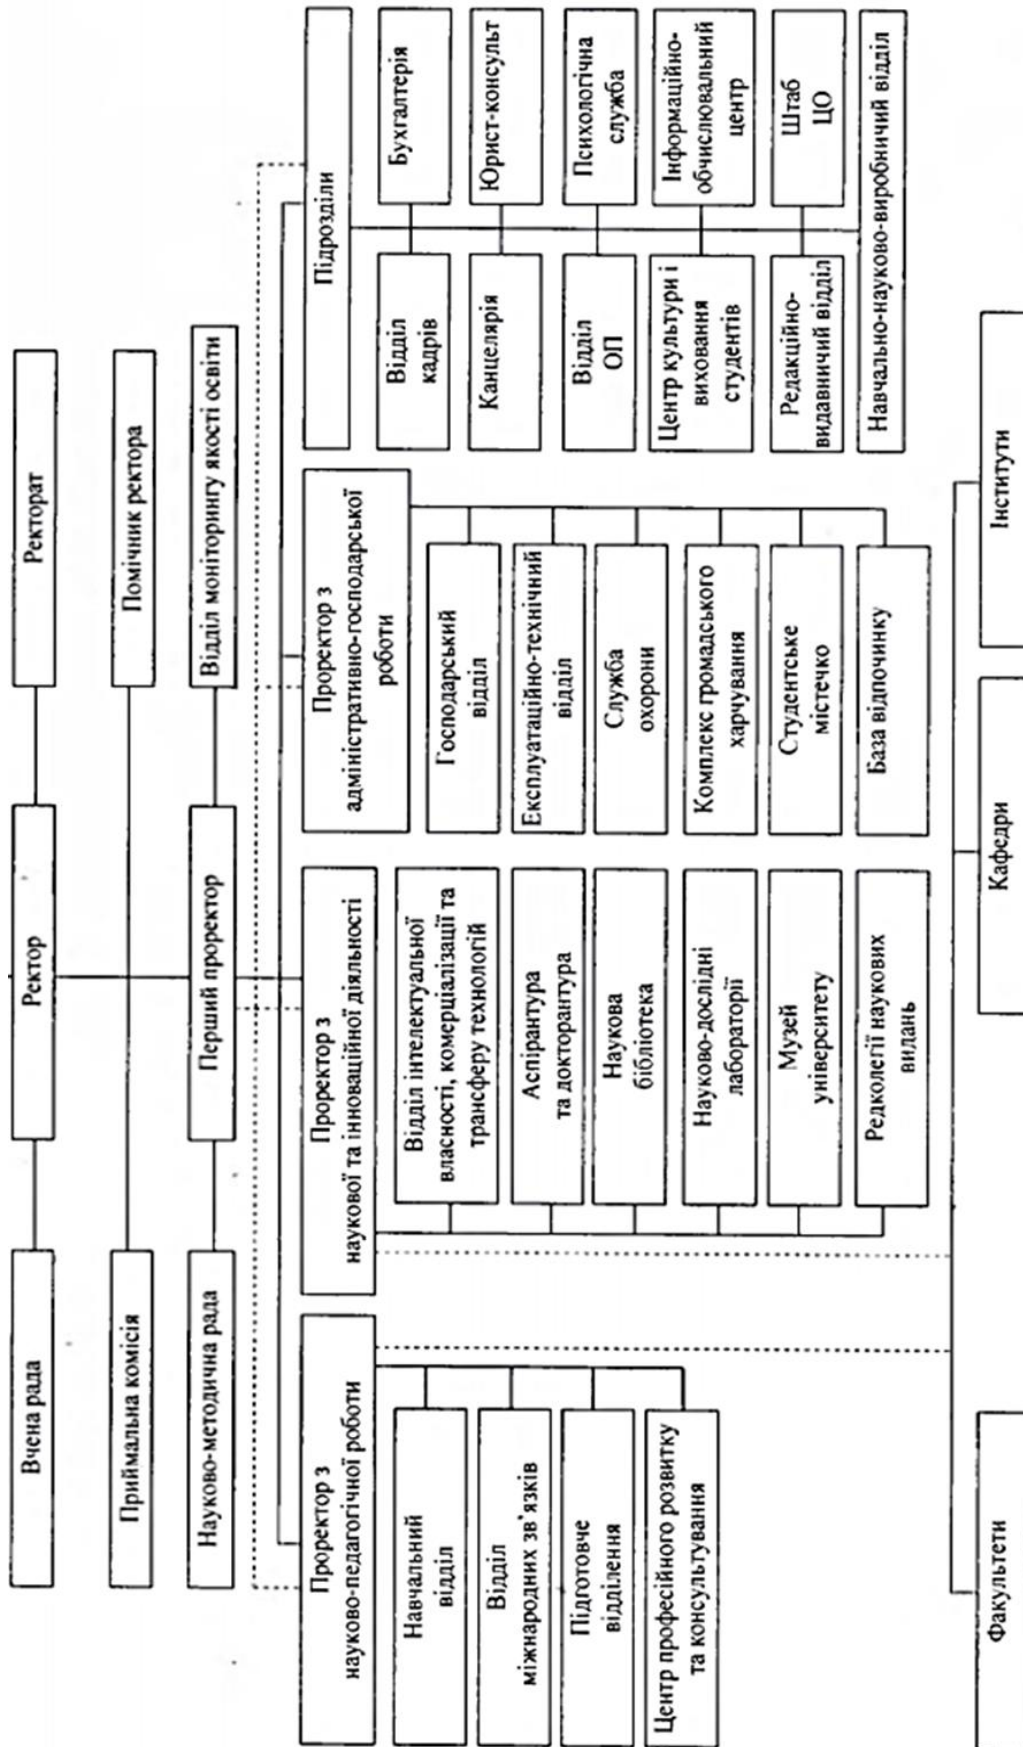 Вчена рада
Ректор
Ректорат
Приймальна комісія
Помічник ректора
Науково-методична рада
Перший проректор
Відділ моніторингу якості освіти
Проректор з
науково-педагогічної роботи
Навчальний
відділ
Відділ
міжнародних зв'язків
Підготовче
відділення
Центр професійного розвитку
та консультування
Проректор з
наукової та інноваційної діяльності
Відділ інтелектуальної
власності, комерціалізації та
трансферу технологій
Аспірантура
та докторантура
Наукова
бібліотека
Науково-дослідні
лабораторії
Музей
університету
Редколегії наукових
видань
Проректор з
адміністративно-господарської
роботи
Господарський
відділ
Експлуатаційно-технічний
відділ
Служба
охорони
Комплекс громадського
харчування
Студентське
містечко
База відпочинку
Підрозділи
Відділ
кадрів
Бухгалтерія
Канцелярія
Юрист-консульт
Відділ
ОП
Психологічна
служба
Центр культури і
виховання
студентів
Інформаційно-
обчислювальний
центр
Редакційно-
видавничий відділ
Штаб
ЦО
Навчально-науково-виробничий відділ
Факультети
Кафедри
Інститути